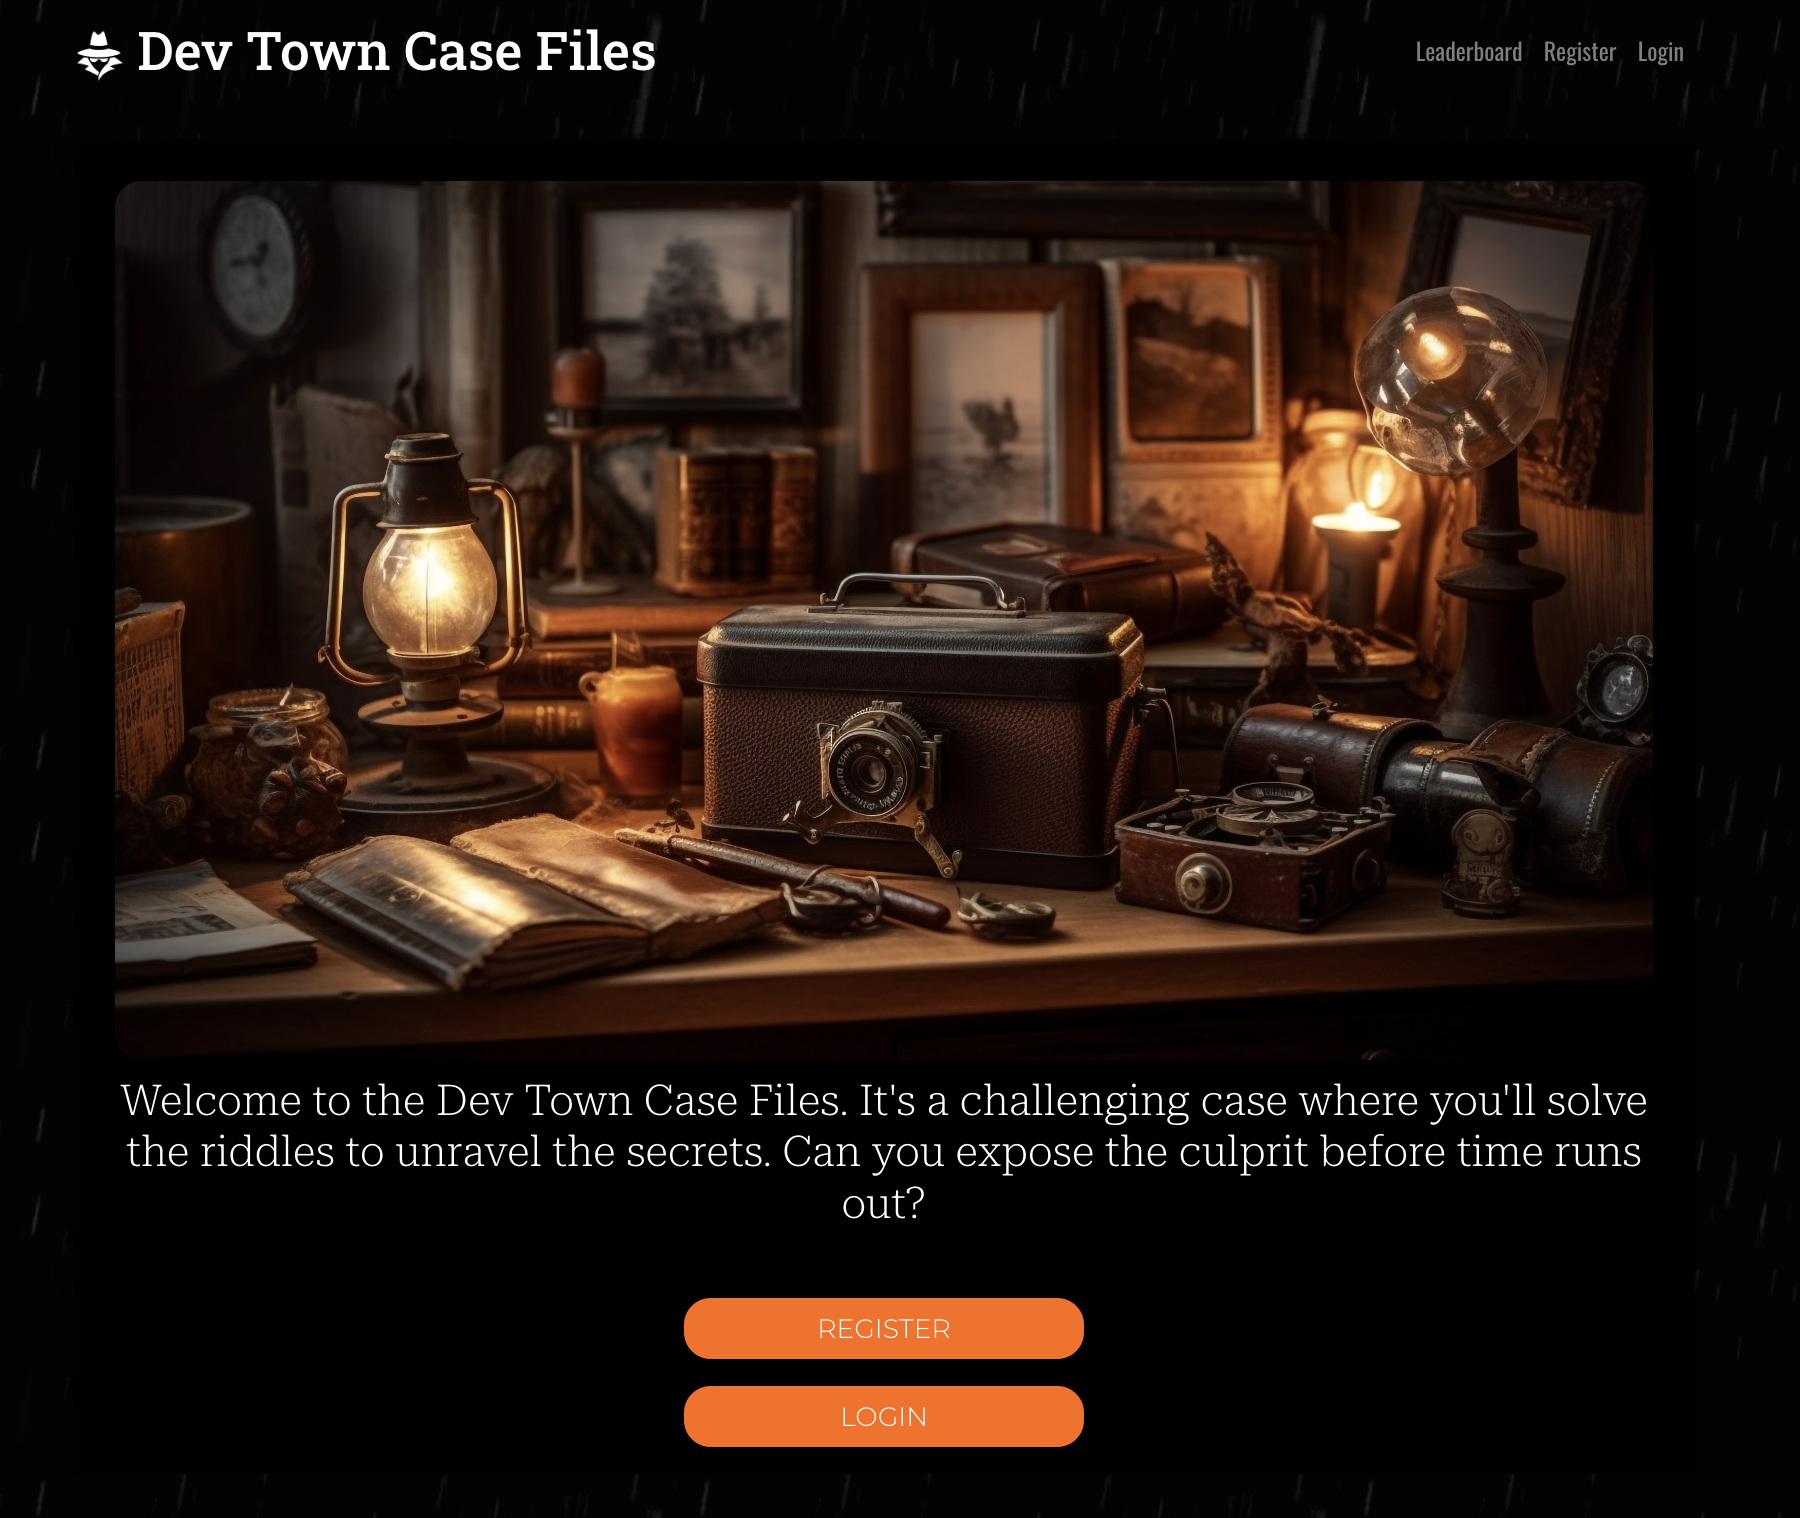 Dev Town Case Files
Leaderboard Register Login
Welcome to the Dev Town Case Files. It's a challenging case where you'll solve
the riddles to unravel the secrets. Can you expose the culprit before time runs
out?
REGISTER
LOGIN